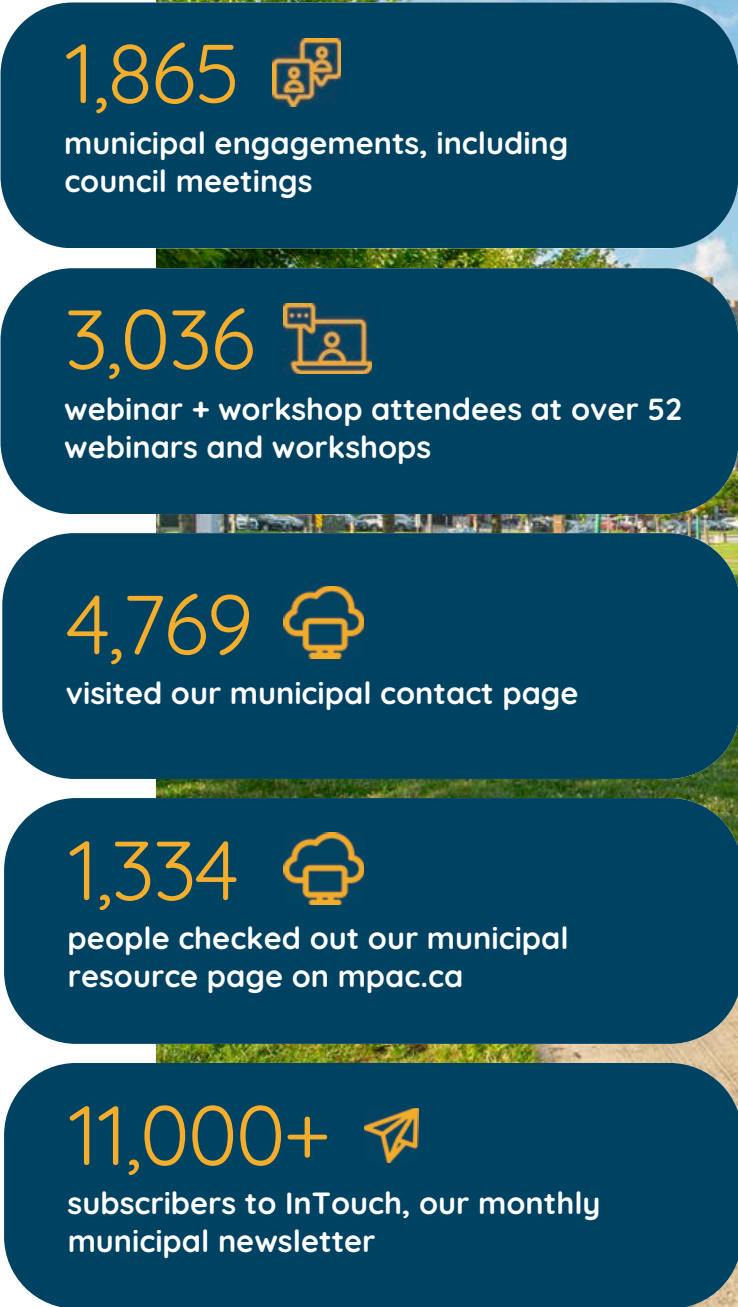 1,865
municipal engagements, including
council meetings
3,036
webinar + workshop attendees at over 52
webinars and workshops
4,769
visited our municipal contact page
1,334
people checked out our municipal
resource page on mpac.ca
11,000+
subscribers to InTouch, our monthly
municipal newsletter